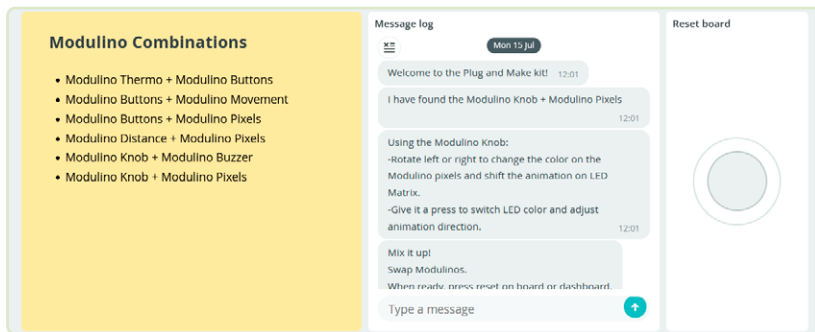 Modulino Combinations
• Modulino Thermo + Modulino Buttons
• Modulino Buttons + Modulino Movement
• Modulino Buttons + Modulino Pixels
• Modulino Distance + Modulino Pixels
• Modulino Knob + Modulino Buzzer
• Modulino Knob + Modulino Pixels
Message log
Mon 15 Jul
Welcome to the Plug and Make kit! 12:01
I have found the Modulino Knob + Modulino Pixels
12:01
Using the Modulino Knob:
-Rotate left or right to change the color on the
Modulino pixels and shift the animation on LED
Matrix.
-Give it a press to switch LED color and adjust
animation direction. 12:01
Mix it up!
Swap Modulinos.
When ready, press reset on board or dashboard.
Type a message
Reset board